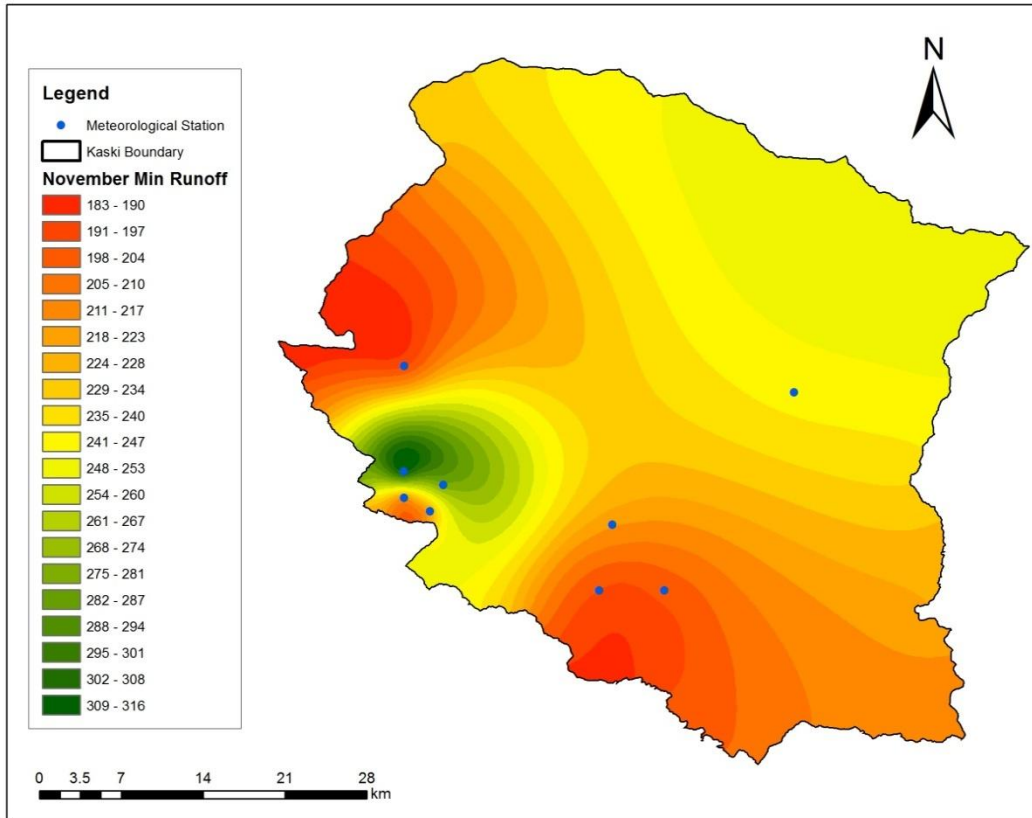 N
Legend
Meteorological Station
Kaski Boundary
November Min Runoff
183 - 190
191 - 197
198 - 204
205 - 210
211 - 217
218 - 223
224 - 228
229 - 234
235 - 240
241 - 247
248 - 253
254 - 260
261 - 267
268 - 274
275 - 281
282 - 287
288 - 294
295 - 301
302 - 308
309 - 316
0 3.5 7 14 21 28
km